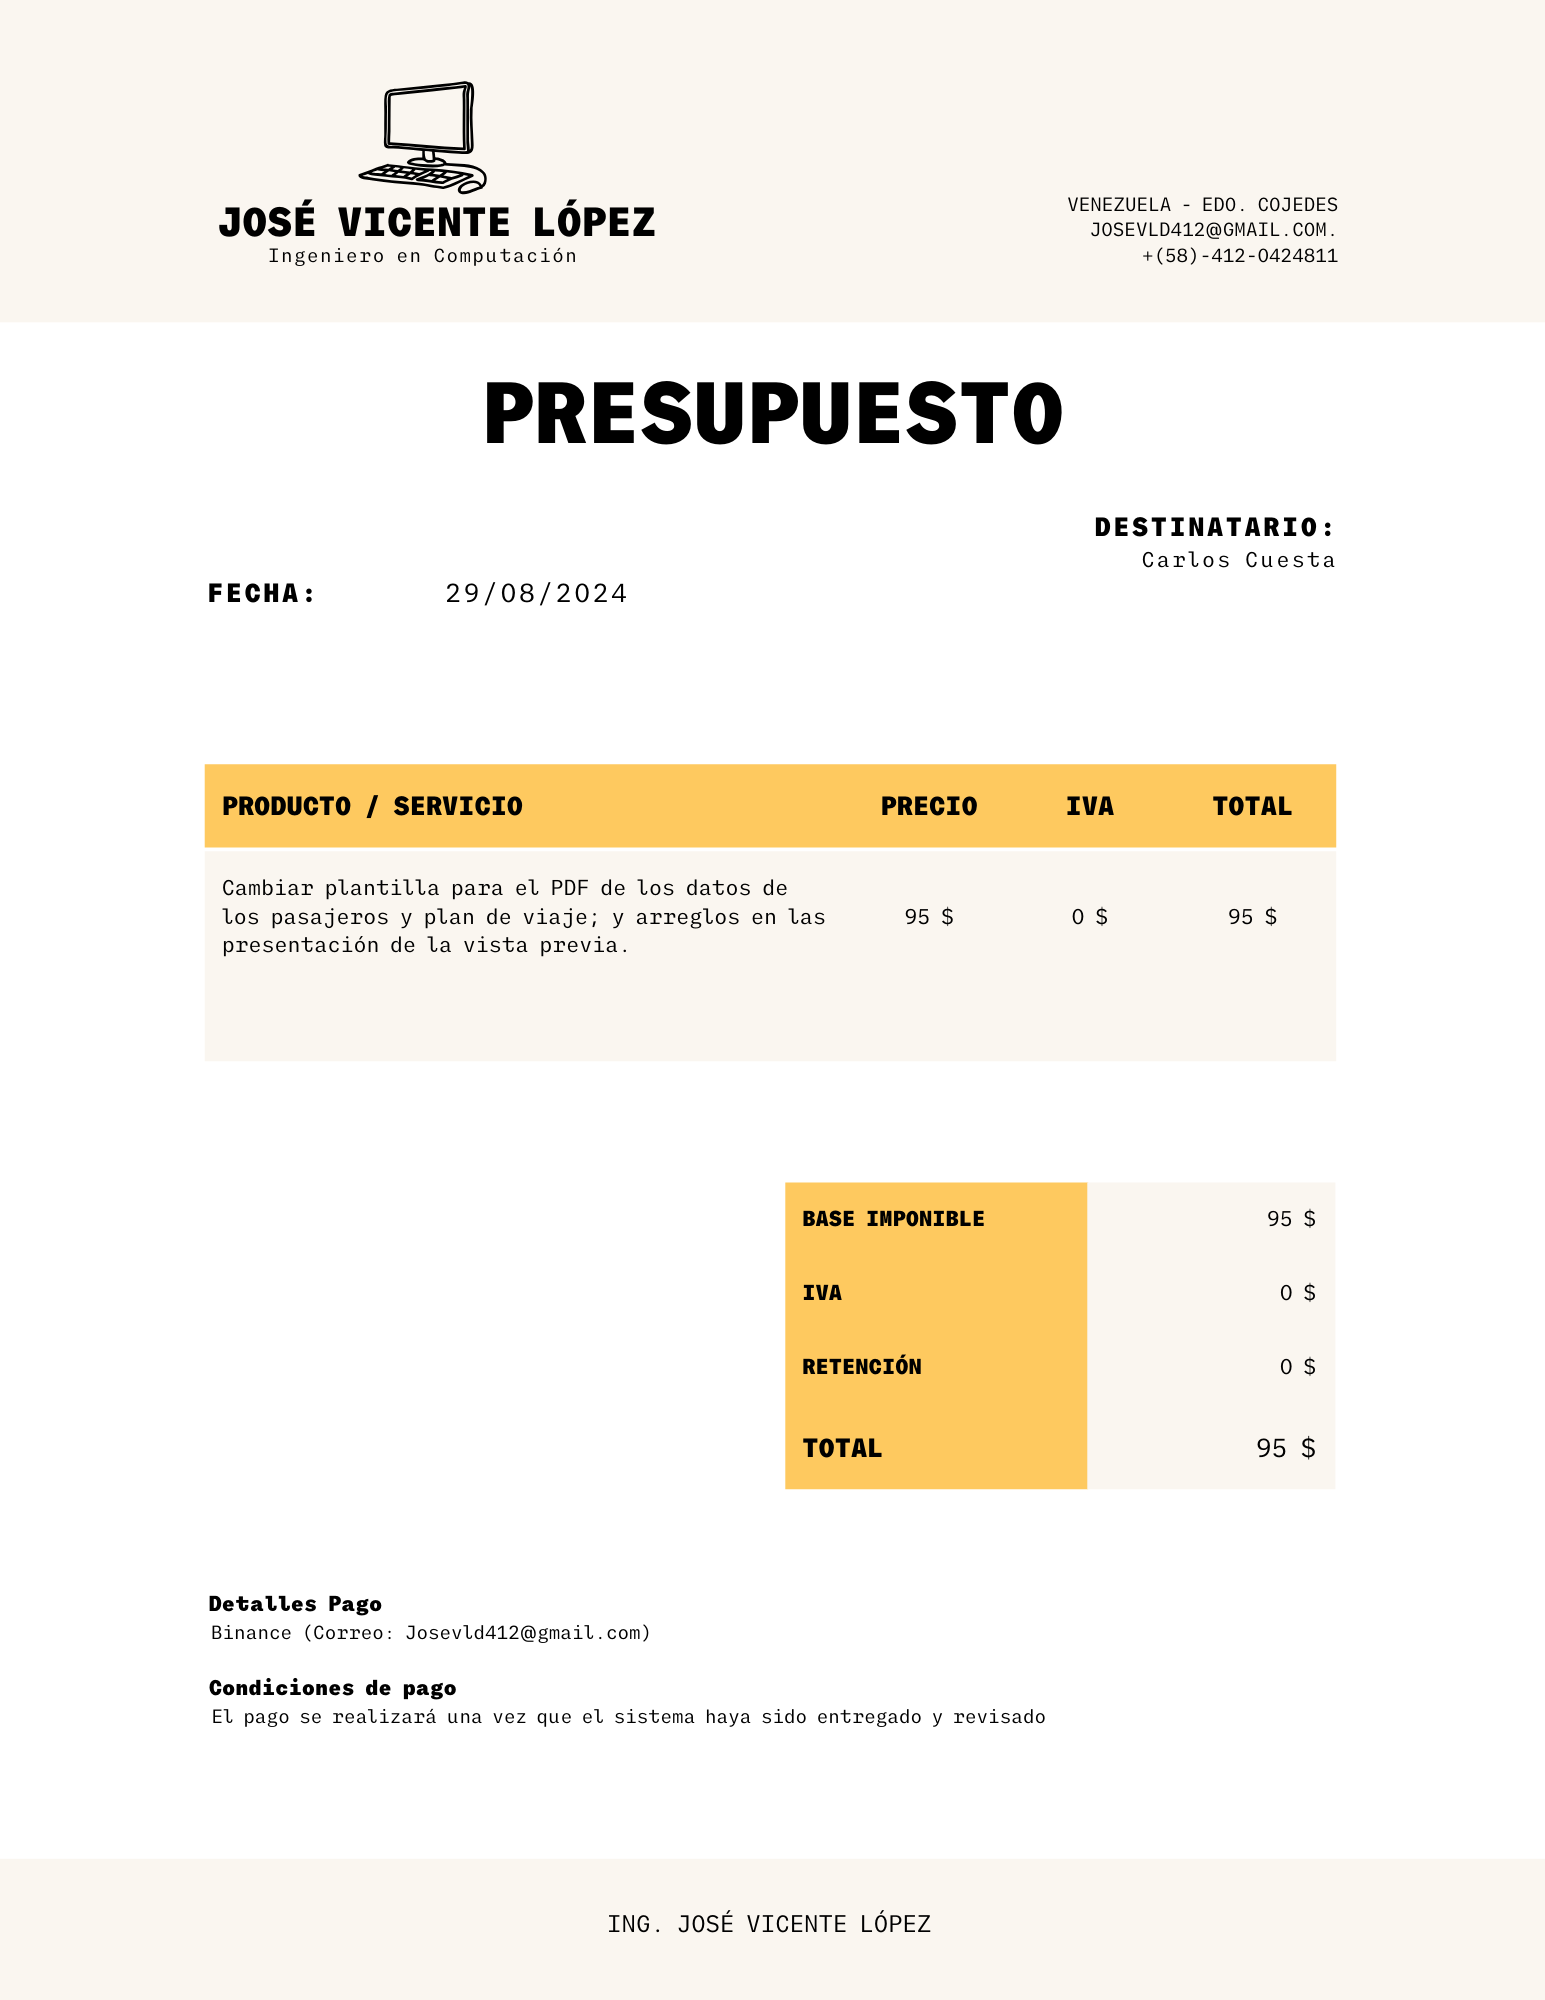 JOSÉ VICENTE LÓPEZ
Ingeniero en Computación
VENEZUELA - EDO. COJEDES
JOSEVLD412@GMAIL.COM.
+(58)-412-0424811
PRESUPUESTO
DESTINATARIO:
Carlos Cuesta
FECHA: 29/08/2024
PRODUCTO / SERVICIO PRECIO IVA TOTAL
Cambiar plantilla para el PDF de los datos de
los pasajeros y plan de viaje; y arreglos en las 95 $ 0 $ 95 $
presentación de la vista previa.
BASE IMPONIBLE 95 $
IVA 0 $
RETENCIÓN 0 $
TOTAL 95 $
Detalles Pago
Binance (Correo: Josevld412@gmail.com)
Condiciones de pago
El pago se realizará una vez que el sistema haya sido entregado y revisado
ING. JOSÉ VICENTE LÓPEZ